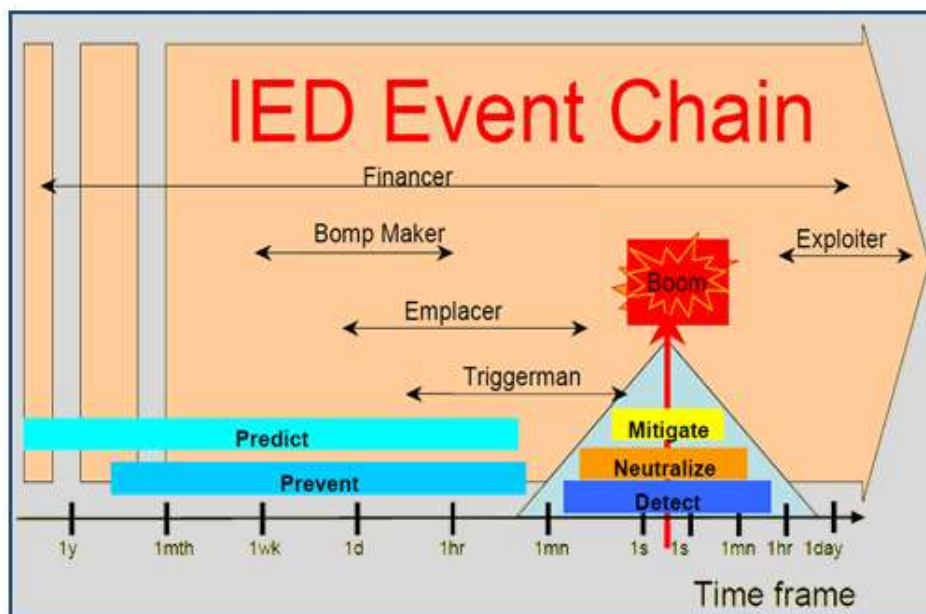 IED Event Chain
Financer
Bomp Maker
Exploiter
Boom
Emplacer
Triggerman
Mitigate
Predict
Neutralize
Prevent
Detect
1y 1mth 1wk 1d 1hr 1mn 1s 1s 1mn 1hr 1day
Time frame